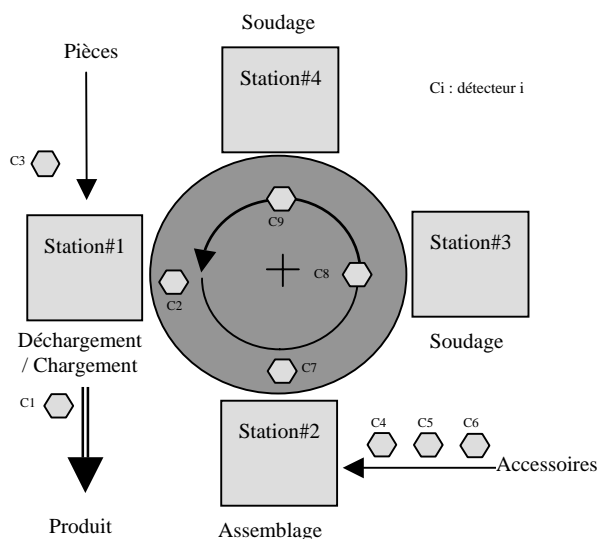 Soudage
Pièces
Station#4
Ci : détecteur i
C3
C9
Station#1
Station#3
C2
C8
Déchargement
/ Chargement
Soudage
C7
C1
Station#2
C4 C5 C6
Accessoires
Produit
Assemblage